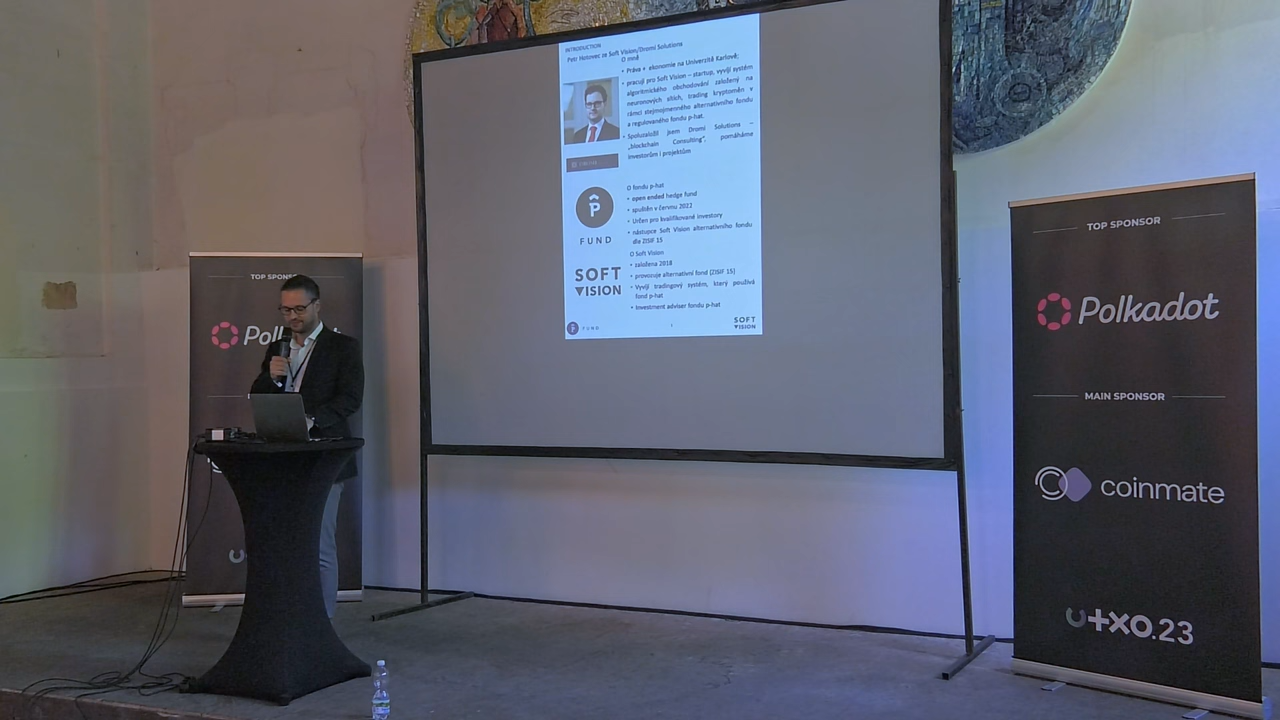 INTRODUCTION
Petr Holovec ze Soft Vision/Dromi Solutions
O mně
• Práva + ekonomie na Univerzitě Karlově;
• pracuji pro Soft Vision – startup, vyvíjí systém
algoritmického obchodování založený na
neuronových sítích, trading kryptoměn v
rámci stejnojmenného alternativního fondu
a regulovaného fondu p-hat.
• Spoluzaložil jsem Dromi Solutions –
„blockchain Consulting", pomáháme
investorům i projektům
FUND
O fondu p-hat
• open ended hedge fund
• spuštěn v červnu 2022
• Určen pro kvalifikované investory
• nástupce Soft Vision alternativního fondu
dle ZISIF 15
SOFT
VISION
O Soft Vision
• založena 2018
• provozuje alternativní fond (ZISIF 15)
• Vyvíjí tradingový systém, který používá
fond p-hat
• Investment adviser fondu p-hat
FUND
SOFT
VISION
TOP SPONS
Pol kadot
TOP SPONSOR
Polkadot
MAIN SPONSOR
coinmate
utxo.23